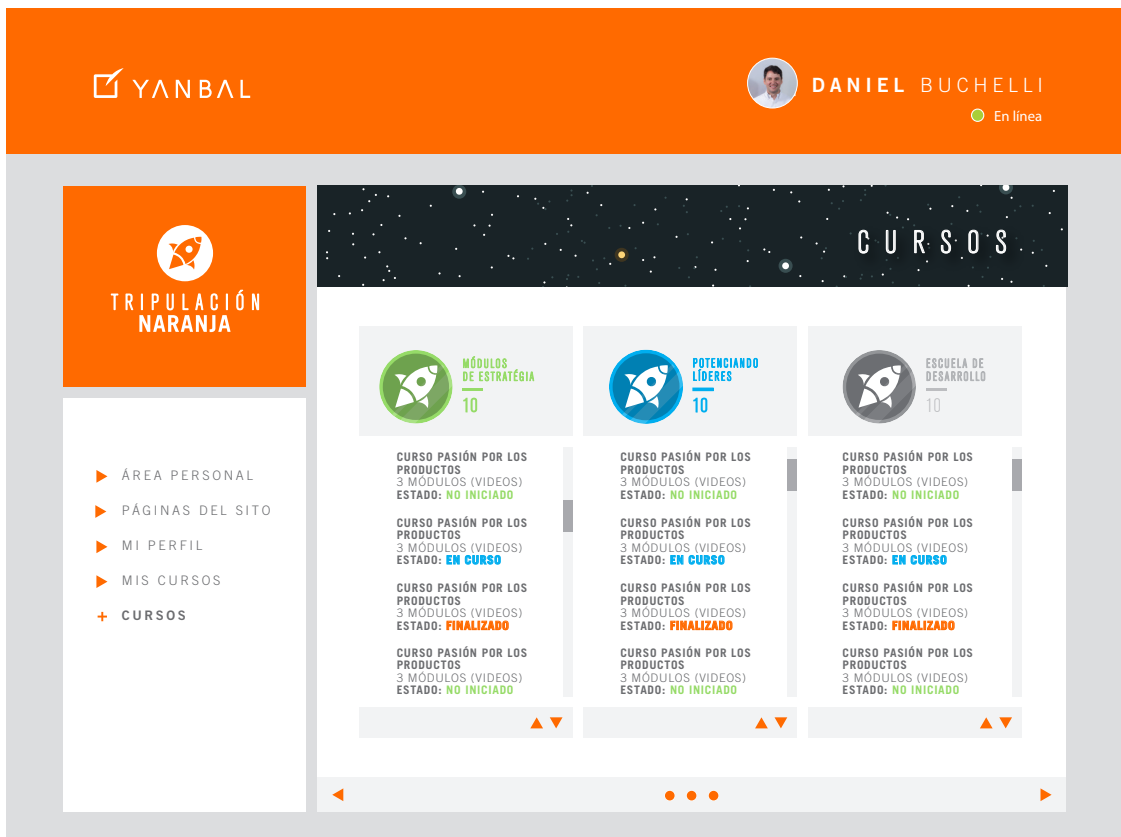 YANBAL
DANIEL BUCHELLI
En línea
TRIPULACIÓN
NARANJA
ÁREA PERSONAL
PÁGINAS DEL SITO
MI PERFIL
MIS CURSOS
+ CURSOS
CURSOS
MÓDULOS
DE ESTRATÉGIA
10
CURSO PASIÓN POR LOS
PRODUCTOS
3 MÓDULOS (VIDEOS)
ESTADO: NO INICIADO
CURSO PASIÓN POR LOS
PRODUCTOS
3 MÓDULOS (VIDEOS)
ESTADO: EN CURSO
CURSO PASIÓN POR LOS
PRODUCTOS
3 MÓDULOS (VIDEOS)
ESTADO: FINALIZADO
CURSO PASIÓN POR LOS
PRODUCTOS
3 MÓDULOS (VIDEOS)
ESTADO: NO INICIADO
POTENCIANDO
LÍDERES
10
CURSO PASIÓN POR LOS
PRODUCTOS
3 MÓDULOS (VIDEOS)
ESTADO: NO INICIADO
CURSO PASIÓN POR LOS
PRODUCTOS
3 MÓDULOS (VIDEOS)
ESTADO: EN CURSO
CURSO PASIÓN POR LOS
PRODUCTOS
3 MÓDULOS (VIDEOS)
ESTADO: FINALIZADO
CURSO PASIÓN POR LOS
PRODUCTOS
3 MÓDULOS (VIDEOS)
ESTADO: NO INICIADO
ESCUELA DE
DESARROLLO
10
CURSO PASIÓN POR LOS
PRODUCTOS
3 MÓDULOS (VIDEOS)
ESTADO: NO INICIADO
CURSO PASIÓN POR LOS
PRODUCTOS
3 MÓDULOS (VIDEOS)
ESTADO: EN CURSO
CURSO PASIÓN POR LOS
PRODUCTOS
3 MÓDULOS (VIDEOS)
ESTADO: FINALIZADO
CURSO PASIÓN POR LOS
PRODUCTOS
3 MÓDULOS (VIDEOS)
ESTADO: NO INICIADO